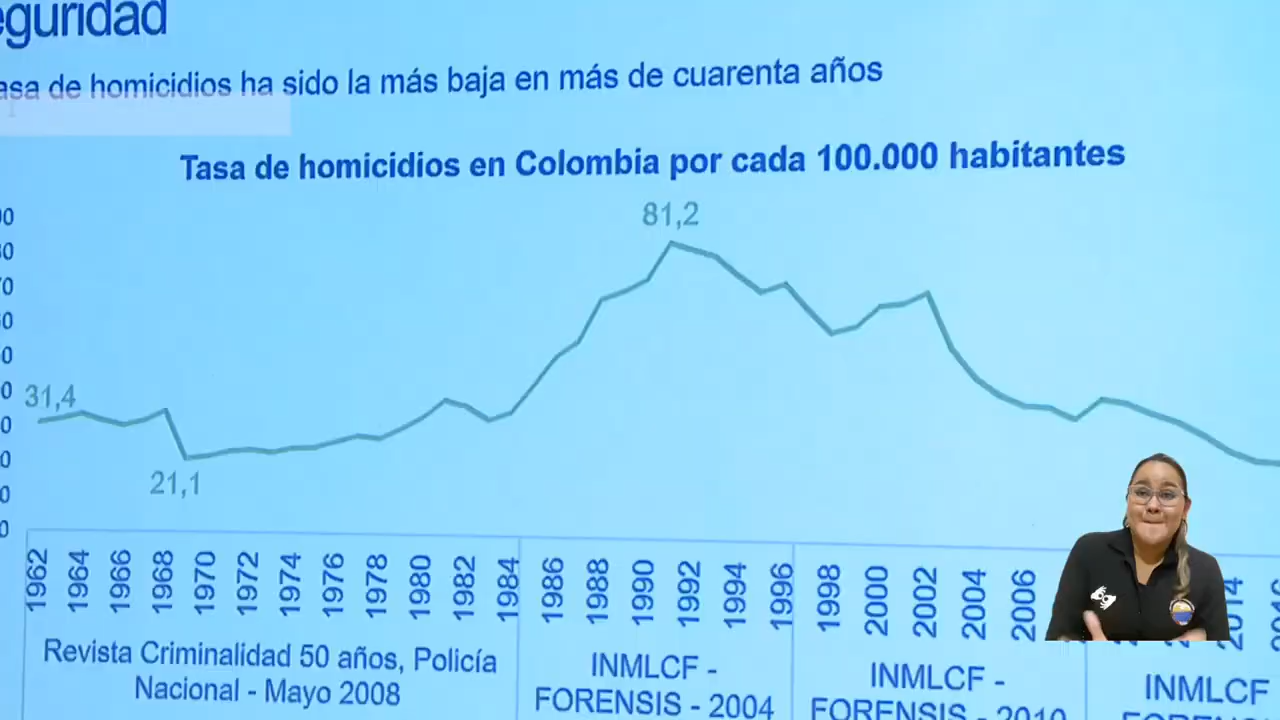 eguridad
asa de homicidios ha sido la más baja en más de cuarenta años
Tasa de homicidios en Colombia por cada 100.000 habitantes
81,2
31,4
21,1
1962 1964 1966 1968 1970 1972 1974 1976 1978 1980 1982 1984 1986 1988 1990 1992 1994 1996 1998 2000 2002 2004 2006
Revista Criminalidad 50 años, Policía
Nacional - Mayo 2008
INMLCF -
FORENSIS - 2004
INMLCF -
FORENSIS - 2010
INMLCF